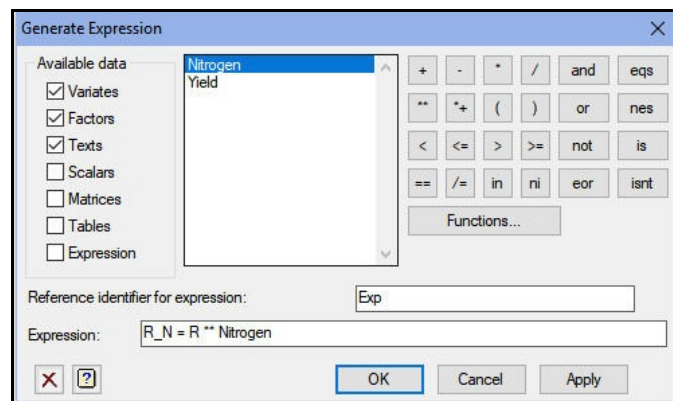 Generate Expression
Available data
Variates
Factors
Texts
Scalars
Matrices
Tables
Expression
Nitrogen
Yield
+ - * / and eqs
** *+ ( ) or nes
< <= > >= not is
== /= in ni eor isnt
Functions...
Reference identifier for expression: Exp
Expression: R_N = R ** Nitrogen
OK Cancel Apply